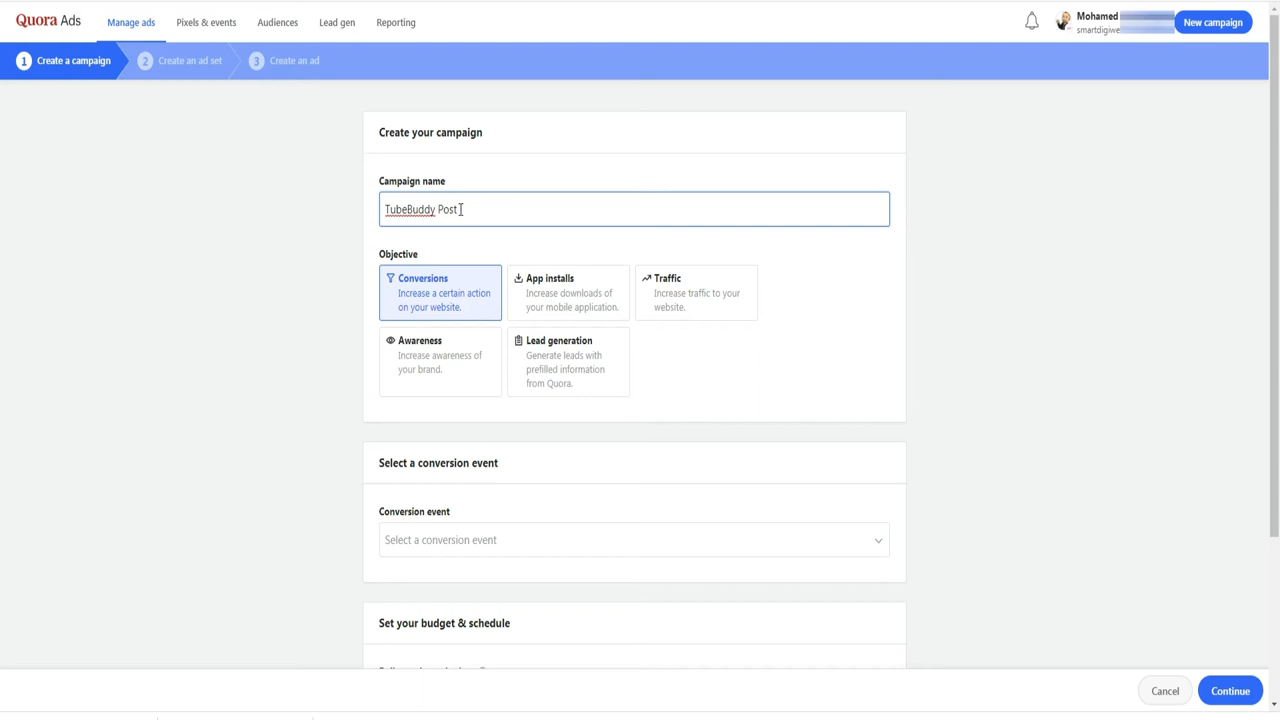 Quora Ads
Manage ads
Pixels & events
Audiences
Lead gen
Reporting
Mohamed
smartdigiwe
New campaign
1 Create a campaign
2 Create an ad set
3 Create an ad
Create your campaign
Campaign name
TubeBuddy Post
Objective
Conversions
Increase a certain action
on your website.
App installs
Increase downloads of
your mobile application.
Traffic
Increase traffic to your
website.
Awareness
Increase awareness of
your brand.
Lead generation
Generate leads with
prefilled information
from Quora.
Select a conversion event
Conversion event
Select a conversion event
Set your budget & schedule
Cancel
Continue